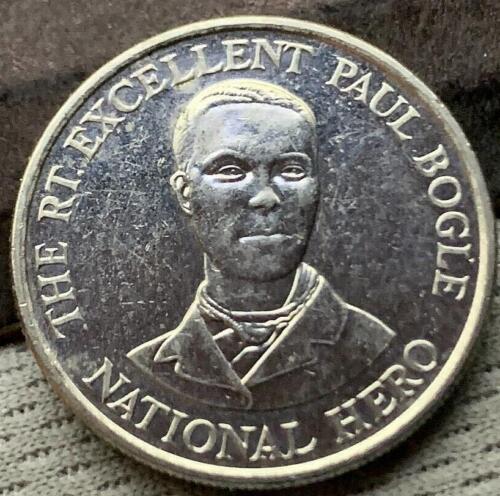 THE RT. EXCELLENT PAUL BOGLE
NATIONAL HERO